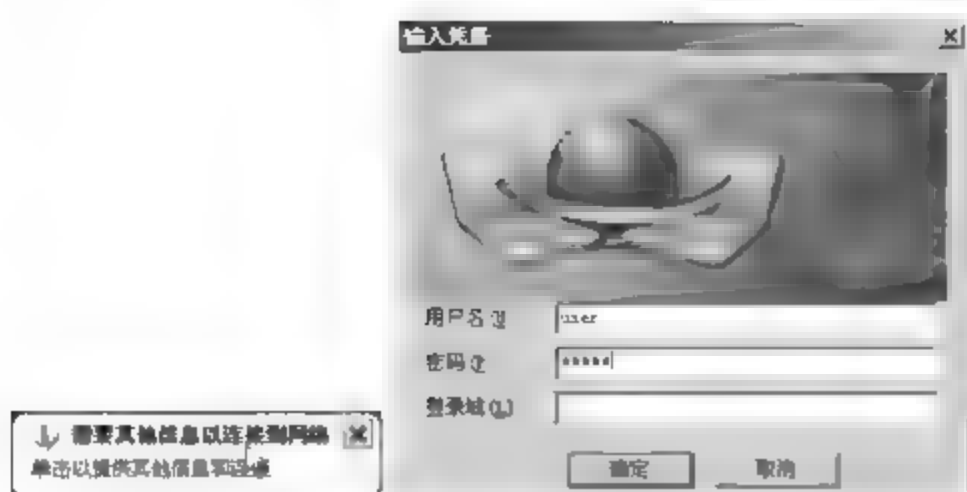 输入凭据
用户名(U)
user
密码(P)
*****
登录域(L)
确定
取消
需要其他信息以连接到网络
单击以提供其他信息和连接